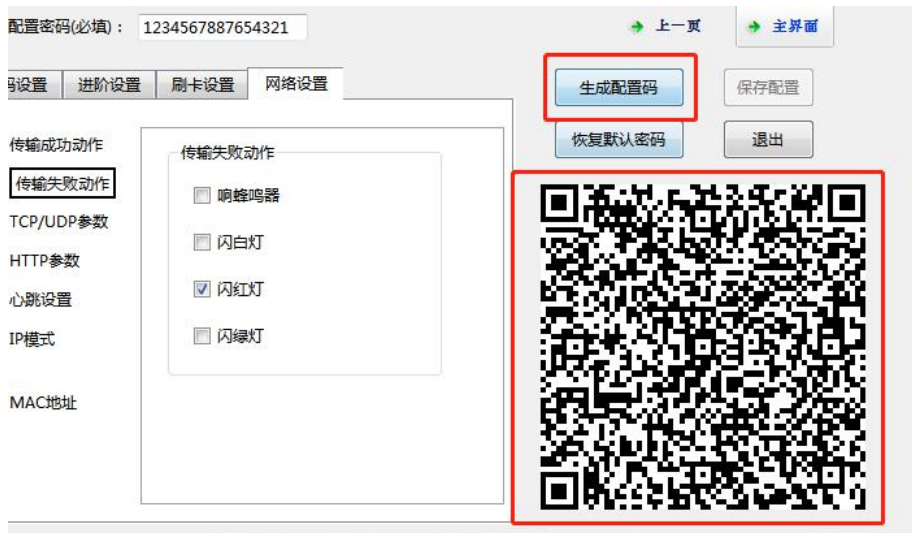 配置密码(必填)： 1234567887654321
上一页 主界面
码设置 进阶设置 刷卡设置 网络设置
生成配置码 保存配置
恢复默认密码 退出
传输成功动作
传输失败动作
TCP/UDP参数
HTTP参数
心跳设置
IP模式
MAC地址
传输失败动作
响蜂鸣器
闪白灯
闪红灯
闪绿灯